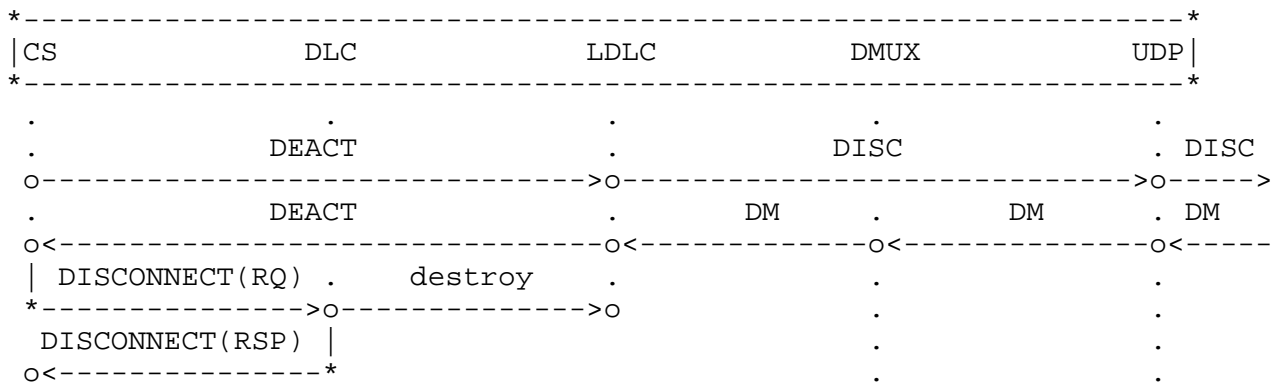 *------------------------------------------------------------------*
|CS                DLC               LDLC            DMUX            UDP|
*------------------------------------------------------------------*
 .                 .                 .               .               .
 .             DEACT                 .             DISC              . DISC
 o-------------------------------->o------------------------------>o----->
 .             DEACT                 .       DM      .       DM      . DM
 o<--------------------------------o<-------------o<--------------o<-----
 | DISCONNECT(RQ) .    destroy     .               .               .
 *--------------->o-------------->o                .               .
  DISCONNECT(RSP) |                                .               .
 o<---------------*                                .               .